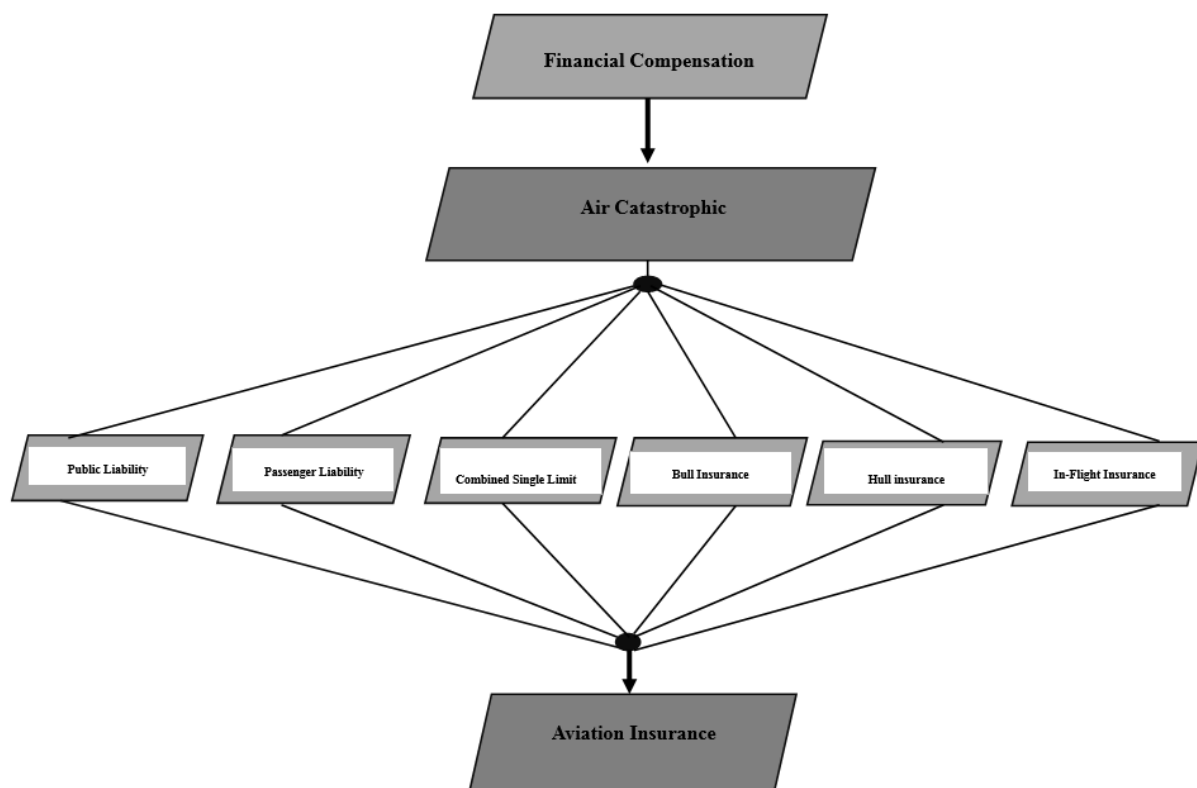 Financial Compensation
Air Catastrophic
Public Liability
Passenger Liability
Combined Single Limit
Bull Insurance
Hull insurance
In-Flight Insurance
Aviation Insurance